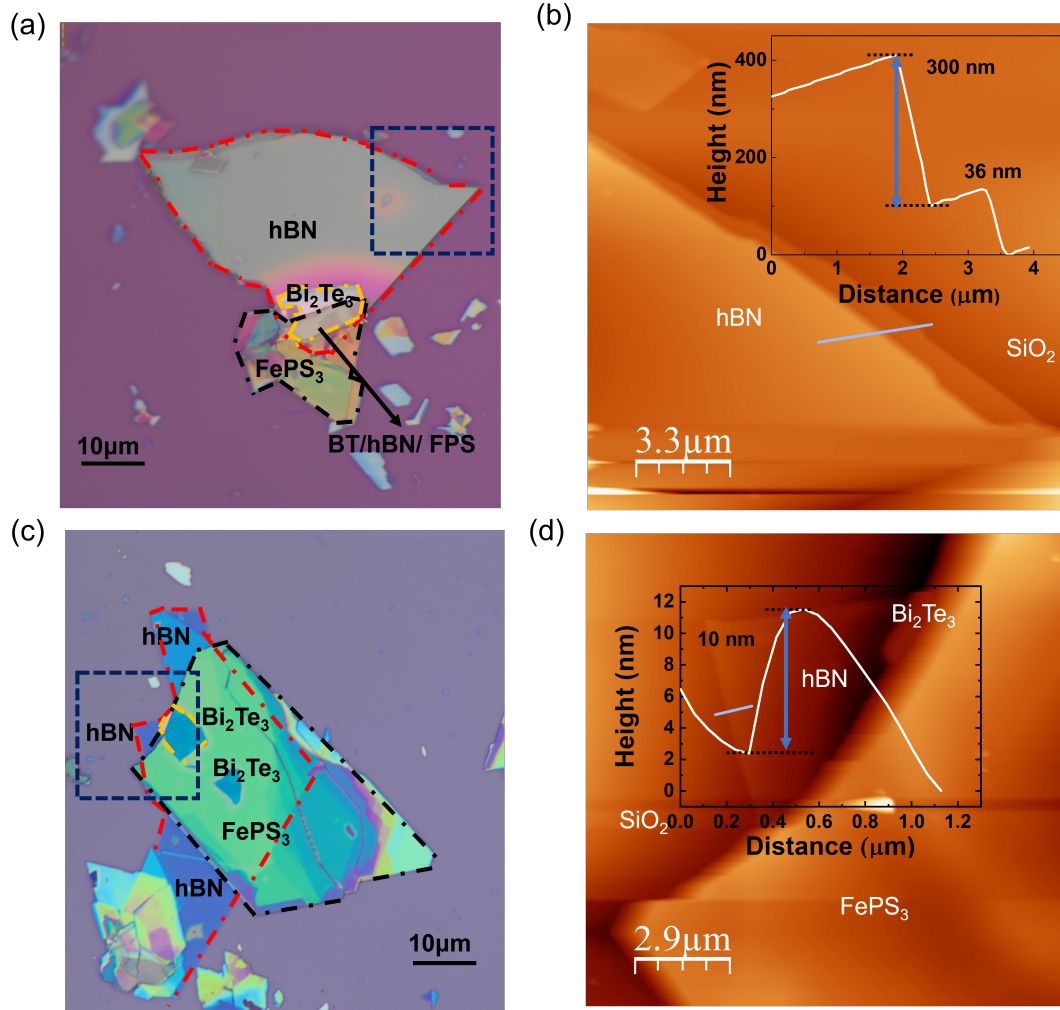 (a)
hBN
Bi₂Te₃
FePS₃
BT/hBN/ FPS
10μm
(b)
Height (nm)
400
200
0
300 nm
36 nm
0
1
2
3
4
Distance (μm)
hBN
SiO₂
3.3μm
(c)
hBN
hBN
Bi₂Te₃
Bi₂Te₃
FePS₃
hBN
10μm
(d)
Height (nm)
12
10
8
6
4
2
0
10 nm
hBN
Bi₂Te₃
SiO₂
0.0
0.2
0.4
0.6
0.8
1.0
1.2
Distance (μm)
FePS₃
2.9μm